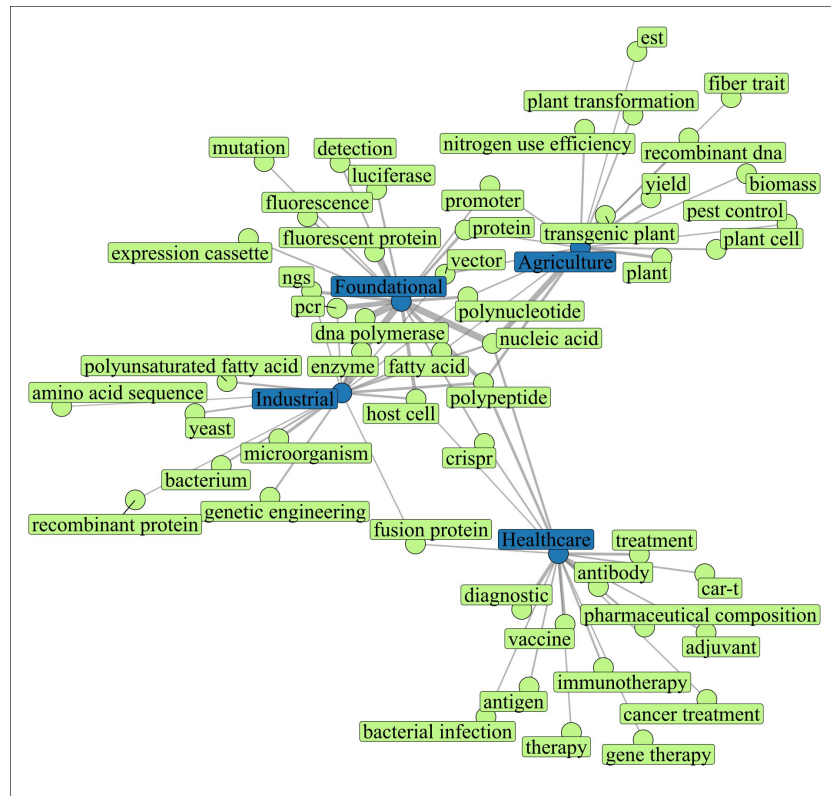 est
fiber trait
plant transformation
mutation
detection
nitrogen use efficiency
recombinant dna
luciferase
yield
biomass
fluorescence
promoter
pest control
fluorescent protein
protein
transgenic plant
expression cassette
plant cell
ngs
vector
Agriculture
plant
Foundational
pcr
polynucleotide
dna polymerase
nucleic acid
polyunsaturated fatty acid
enzyme
fatty acid
amino acid sequence
Industrial
polypeptide
yeast
host cell
microorganism
crispr
bacterium
recombinant protein
genetic engineering
fusion protein
Healthcare
treatment
antibody
car-t
diagnostic
pharmaceutical composition
vaccine
adjuvant
immunotherapy
antigen
cancer treatment
bacterial infection
therapy
gene therapy